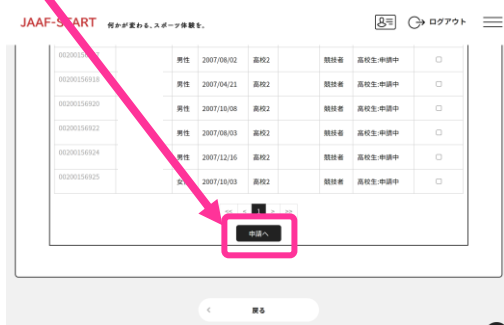 JAAF-START 何かが変わる。スポーツ体験を。 ログアウト
男性 2007/08/02 高校2 競技者 高校生:申請中
00200156918 男性 2007/04/21 高校2 競技者 高校生:申請中
00200156920 男性 2007/10/08 高校2 競技者 高校生:申請中
00200156922 男性 2007/08/03 高校2 競技者 高校生:申請中
00200156924 男性 2007/12/16 高校2 競技者 高校生:申請中
00200156925 女性 2007/10/03 高校2 競技者 高校生:申請中
<< < 1 > >>
申請へ
< 戻る